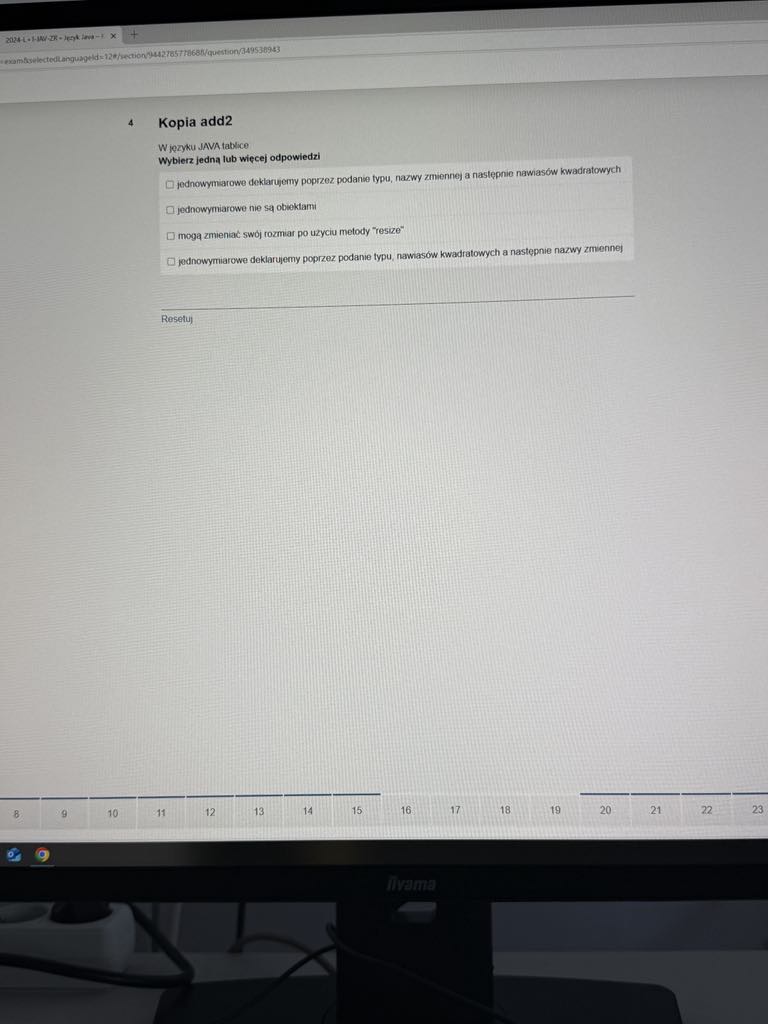 2024-L - I-JAV-ZR – Język Java –
=exam&selectedLanguageId=12#/section/9442785778688/question/349538943
4 Kopia add2
W języku JAVA tablice
Wybierz jedną lub więcej odpowiedzi
jednowymiarowe deklarujemy poprzez podanie typu, nazwy zmiennej a następnie nawiasów kwadratowych
jednowymiarowe nie są obiektami
mogą zmieniać swój rozmiar po użyciu metody "resize"
jednowymiarowe deklarujemy poprzez podanie typu, nawiasów kwadratowych a następnie nazwy zmiennej
Resetuj
8 9 10 11 12 13 14 15 16 17 18 19 20 21 22 23
iiyama